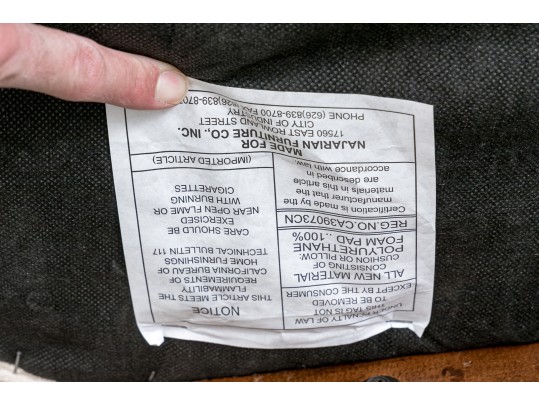 UNDER PENALTY OF LAW
THIS TAG IS NOT
TO BE REMOVED
EXCEPT BY THE CONSUMER
ALL NEW MATERIAL
CONSISTING OF
CUSHION OR PILLOW:
POLYURETHANE
FOAM PAD.. 100%
REG.NO.CA39073CN
Certification is made by the
manufacturer that the
materials in this article
are described in
accordance with law.
NOTICE
THIS ARTICLE MEETS THE
FLAMMABILITY
REQUIREMENTS OF
CALIFORNIA BUREAU OF
HOME FURNISHINGS
TECHNICAL BULLETIN 117
CARE SHOULD BE
EXERCISED
NEAR OPEN FLAME OR
WITH BURNING
CIGARETTES
(IMPORTED ARTICLE)
MADE FOR
NAJARIAN FURNITURE CO., INC.
17560 EAST ROWLAND STREET
CITY OF INDUSTRY
PHONE (626)839-8700 FAX (626)839-870